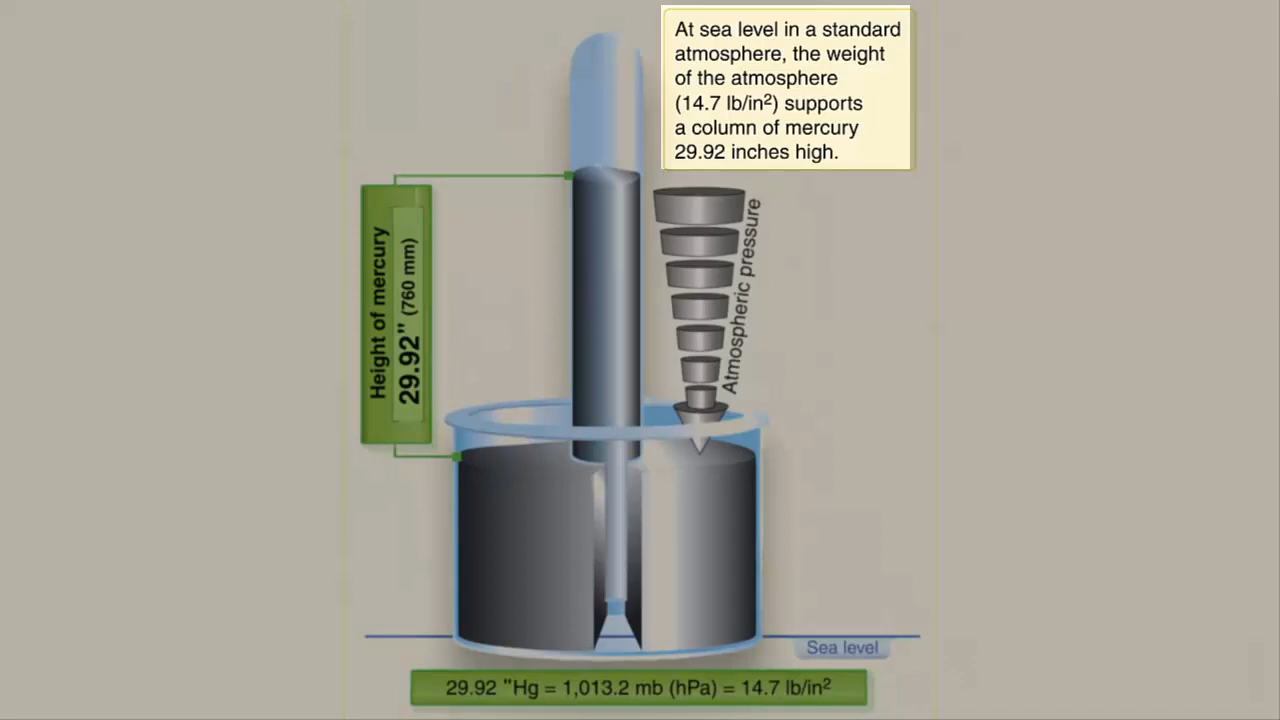 At sea level in a standard
atmosphere, the weight
of the atmosphere
(14.7 lb/in²) supports
a column of mercury
29.92 inches high.
Height of mercury
29.92" (760 mm)
Atmospheric pressure
Sea level
29.92 "Hg = 1,013.2 mb (hPa) = 14.7 lb/in²